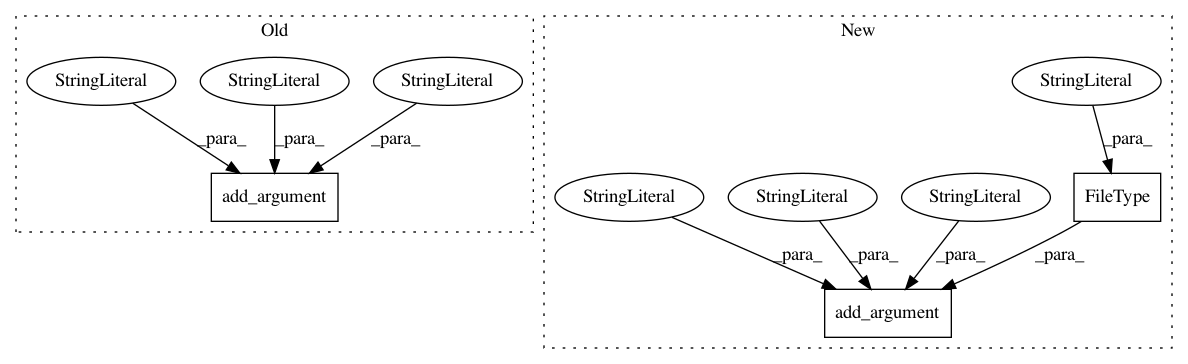 Old
New
StringLiteral
StringLiteral
StringLiteral
StringLiteral
_para_
_para_
_para_
_para_
add_argument
StringLiteral
StringLiteral
StringLiteral
FileType
_para_
_para_
_para_
_para_
add_argument